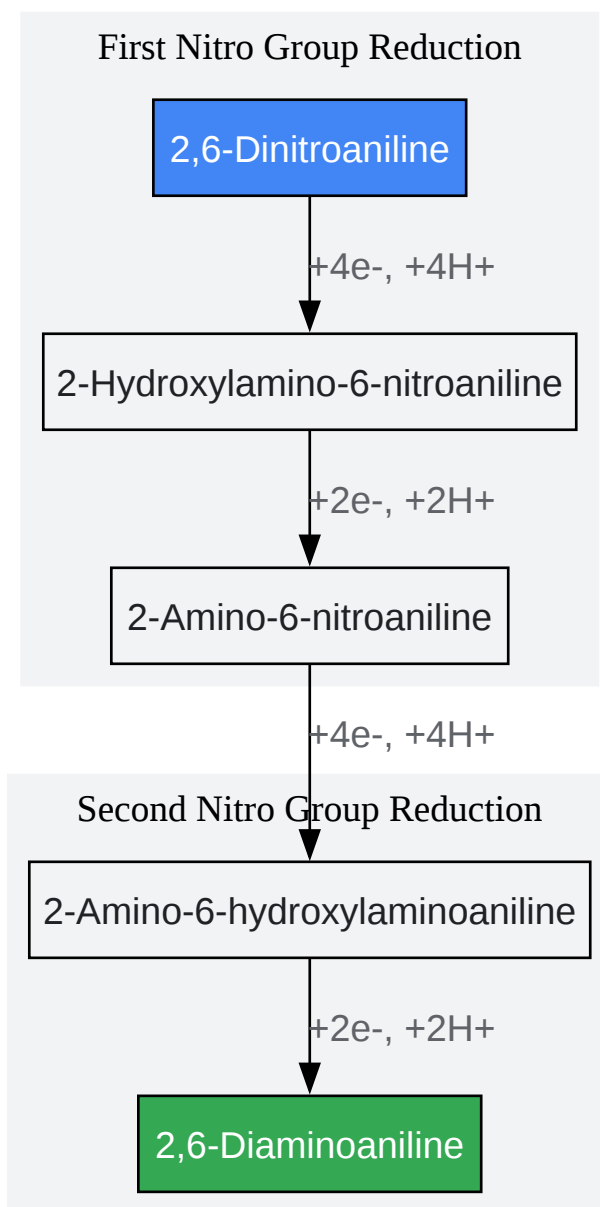 First Nitro Group Reduction
2,6-Dinitroaniline
+4e-, +4H+
2-Hydroxylamino-6-nitroaniline
+2e-, +2H+
2-Amino-6-nitroaniline
+4e-, +4H+
Second Nitro Group Reduction
2-Amino-6-hydroxylaminoaniline
+2e-, +2H+
2,6-Diaminoaniline